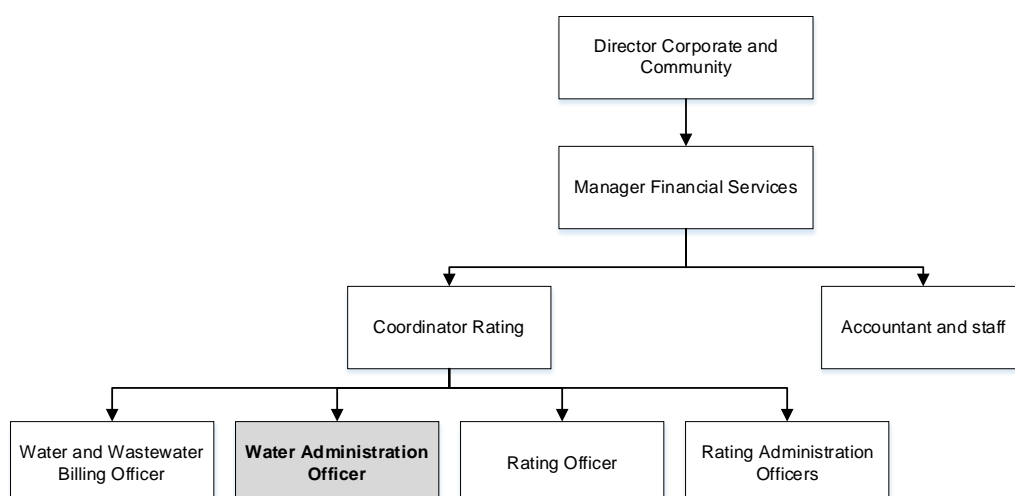 Director Corporate and
Community
Manager Financial Services
Coordinator Rating
Accountant and staff
Water and Wastewater
Billing Officer
Water Administration
Officer
Rating Officer
Rating Administration
Officers